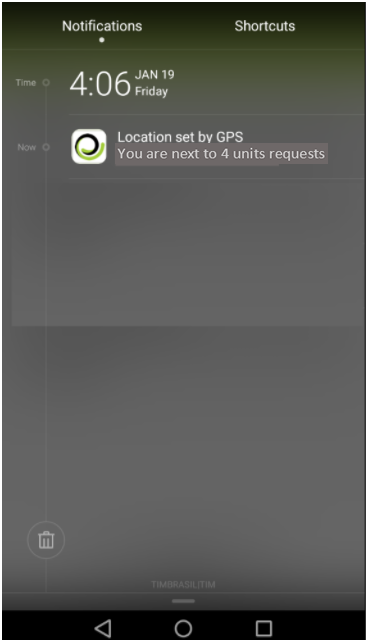 Notifications Shortcuts
Time 4:06 JAN 19
Friday
Now Location set by GPS
You are next to 4 units requests
TIMBRASIL|TIM